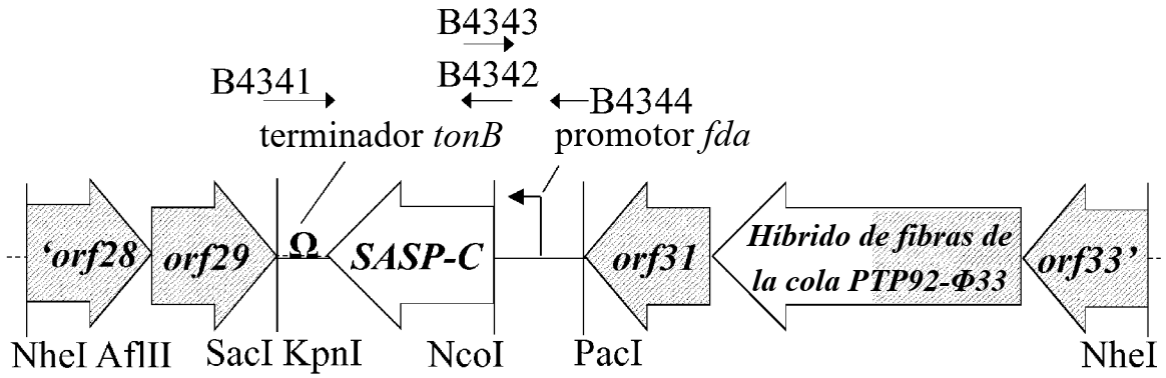 B4343
B4341
B4342
B4344
terminador tonB
promotor fda
Ω
‘orf28
orf29
SASP-C
orf31
Híbrido de fibras de
la cola PTP92-Φ33
orf33’
NheI AflII SacI KpnI NcoI PacI NheI